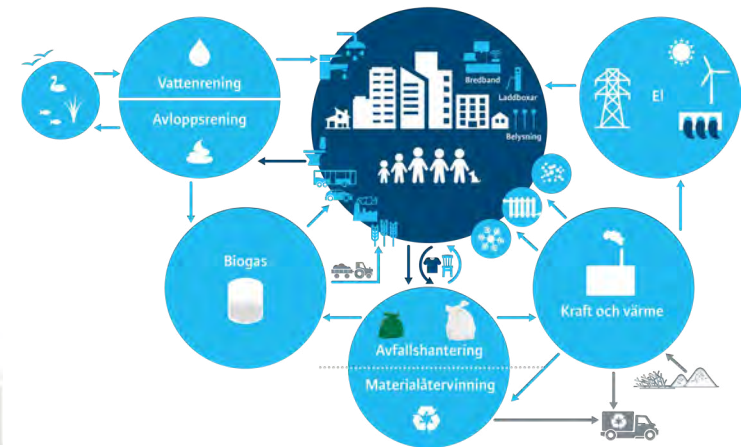 Vattenrening
Avloppsrening
Bredband
Laddboxar
Belysning
El
Biogas
Kraft och värme
Avfallshantering
Materialåtervinning